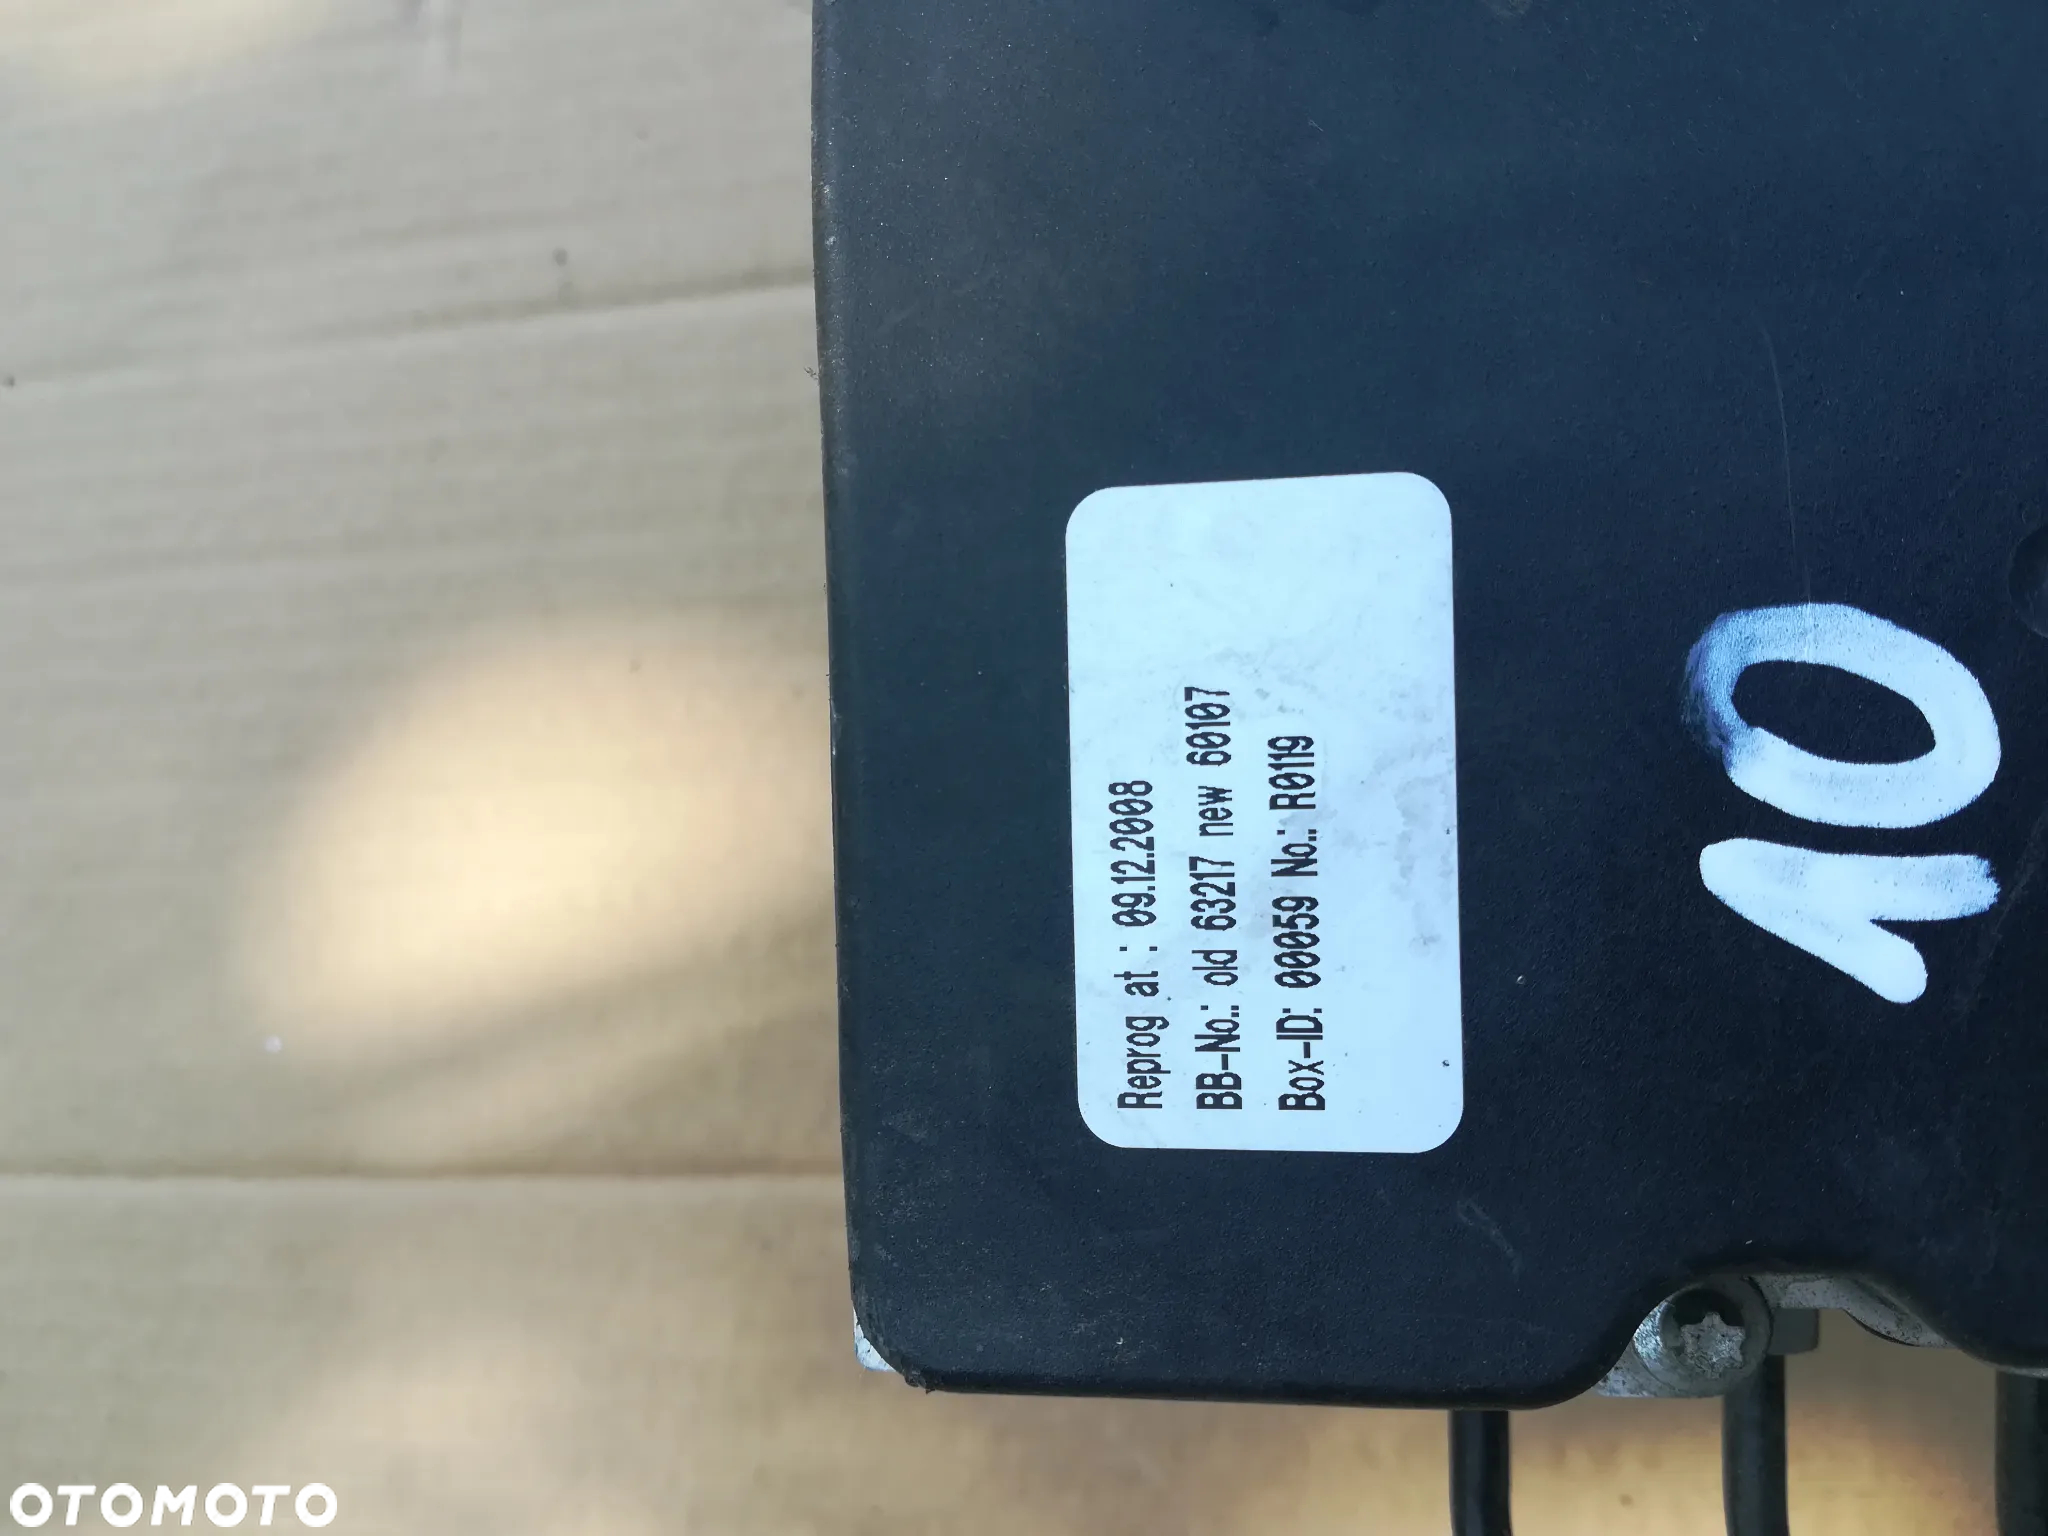 Reprog at : 09.12.2008
BB-No.: old 63217 new 60107
Box-ID: 00059 No.: R0119
10
OTOMOTO